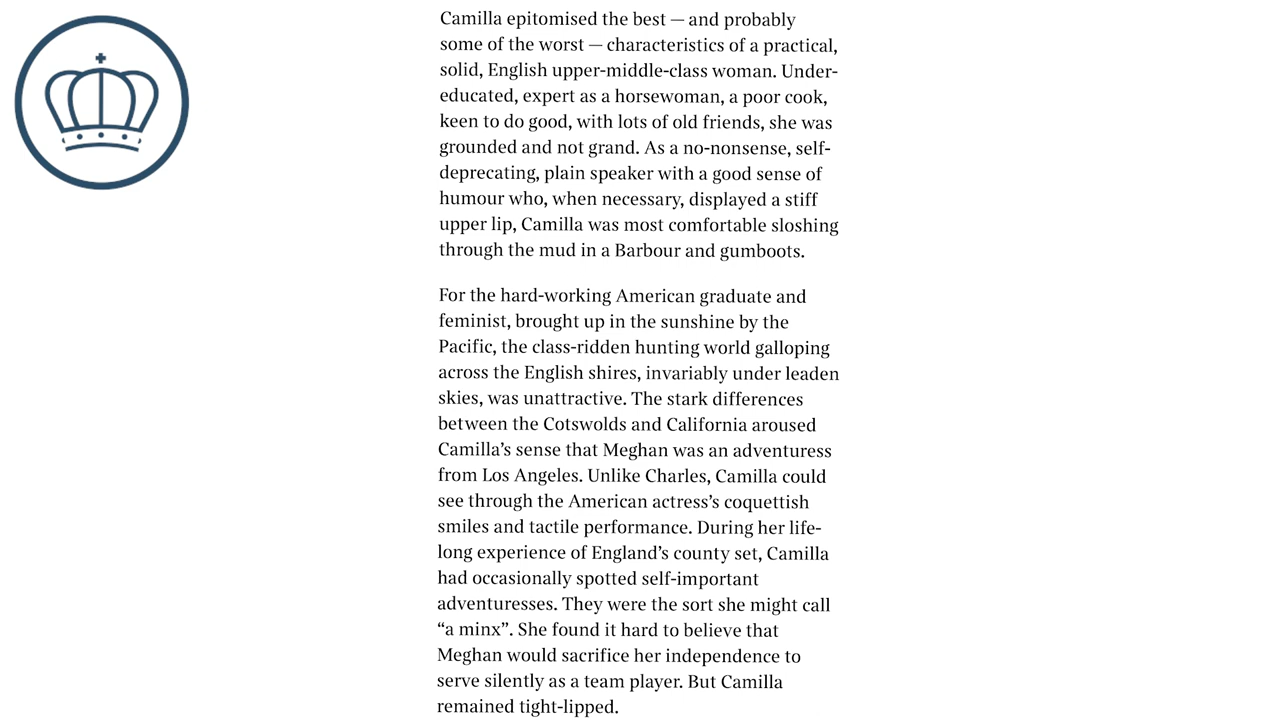 Camilla epitomised the best — and probably
some of the worst — characteristics of a practical,
solid, English upper-middle-class woman. Under-
educated, expert as a horsewoman, a poor cook,
keen to do good, with lots of old friends, she was
grounded and not grand. As a no-nonsense, self-
deprecating, plain speaker with a good sense of
humour who, when necessary, displayed a stiff
upper lip, Camilla was most comfortable sloshing
through the mud in a Barbour and gumboots.
For the hard-working American graduate and
feminist, brought up in the sunshine by the
Pacific, the class-ridden hunting world galloping
across the English shires, invariably under leaden
skies, was unattractive. The stark differences
between the Cotswolds and California aroused
Camilla’s sense that Meghan was an adventuress
from Los Angeles. Unlike Charles, Camilla could
see through the American actress’s coquettish
smiles and tactile performance. During her life-
long experience of England’s county set, Camilla
had occasionally spotted self-important
adventuresses. They were the sort she might call
“a minx”. She found it hard to believe that
Meghan would sacrifice her independence to
serve silently as a team player. But Camilla
remained tight-lipped.